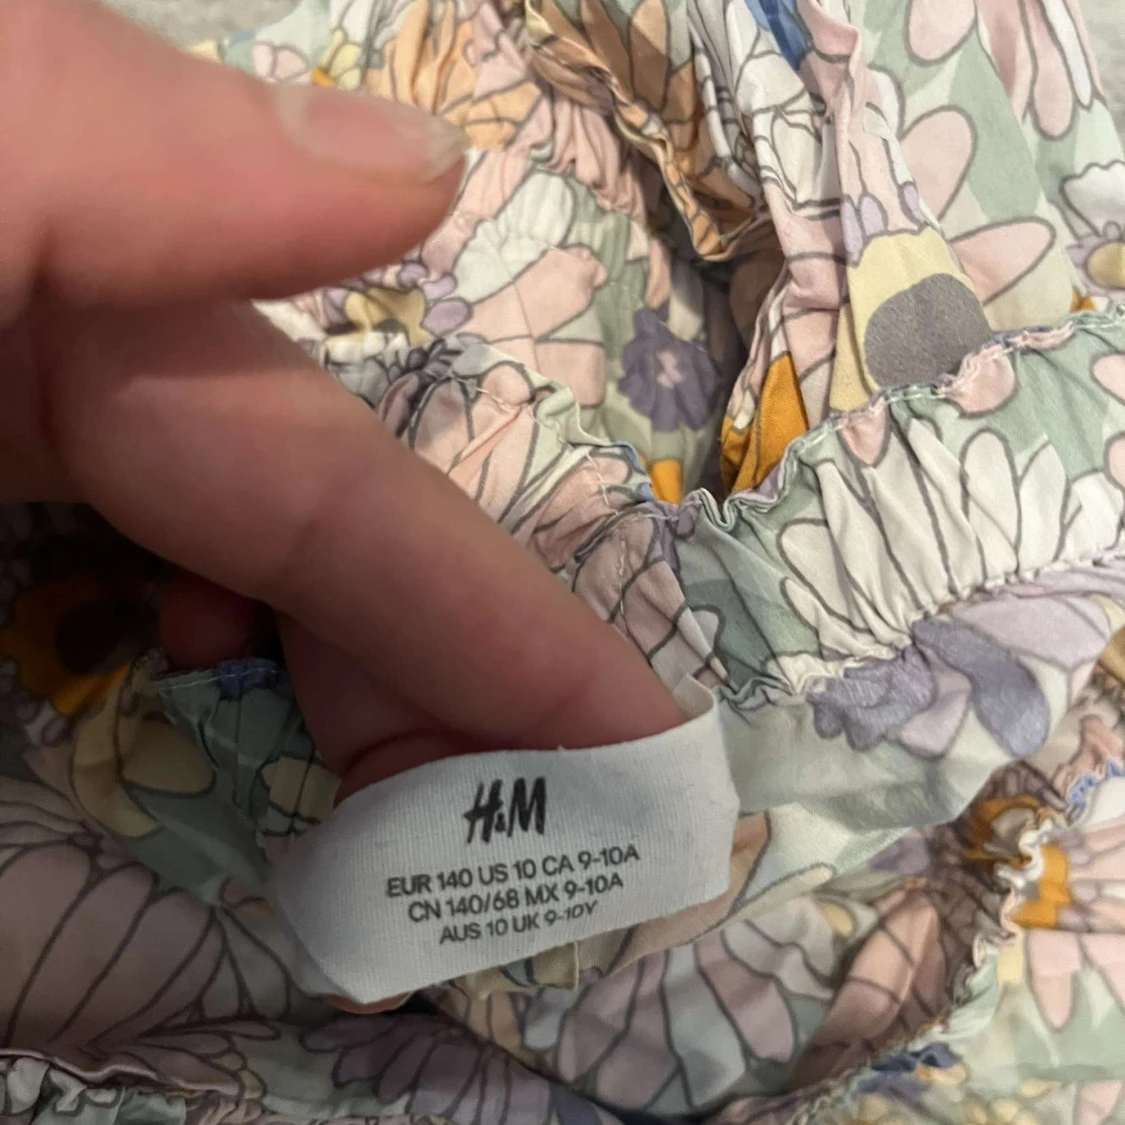 H&M
EUR 140 US 10 CA 9-10A
CN 140/68 MX 9-10A
AUS 10 UK 9-10Y